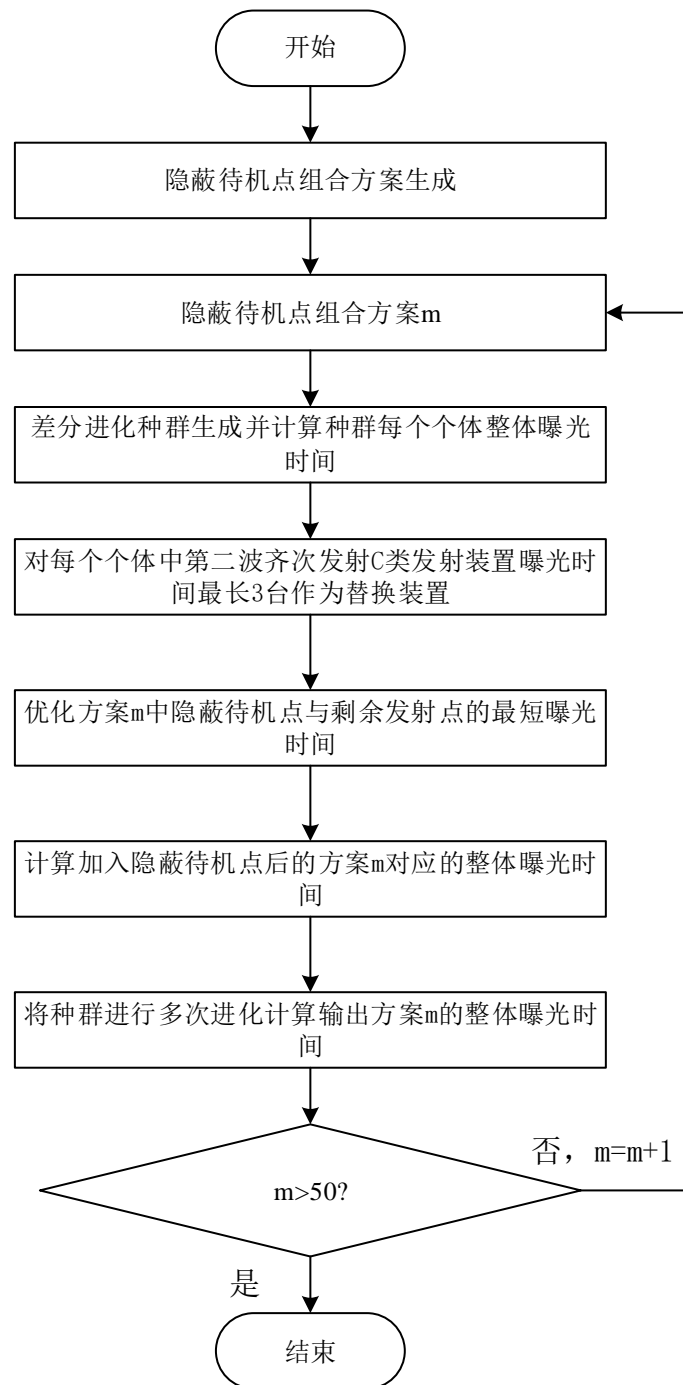 开始
隐蔽待机点组合方案生成
隐蔽待机点组合方案m
差分进化种群生成并计算种群每个个体整体曝光
时间
对每个个体中第二波齐次发射C类发射装置曝光时
间最长3台作为替换装置
优化方案m中隐蔽待机点与剩余发射点的最短曝光
时间
计算加入隐蔽待机点后的方案m对应的整体曝光时
间
将种群进行多次进化计算输出方案m的整体曝光时
间
否，m=m+1
m>50?
是
结束